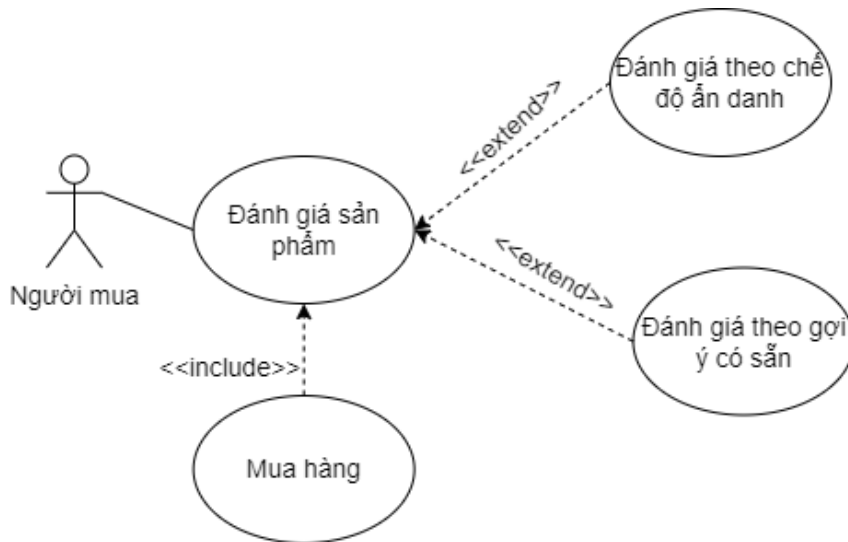 Đánh giá theo chế
độ ẩn danh
<<extend>>
Đánh giá sản
phẩm
Người mua
<<extend>>
Đánh giá theo gợi
ý có sẵn
<<include>>
Mua hàng